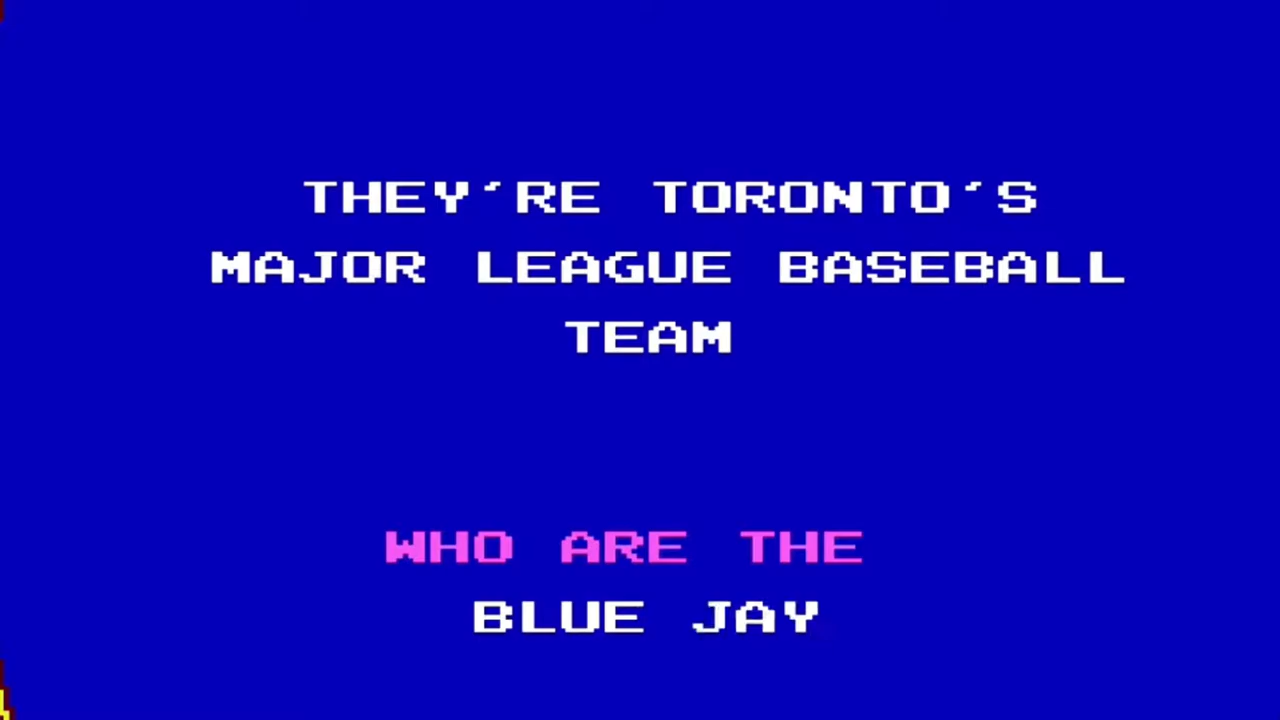 THEY'RE TORONTO'S
MAJOR LEAGUE BASEBALL
TEAM
WHO ARE THE
BLUE JAY